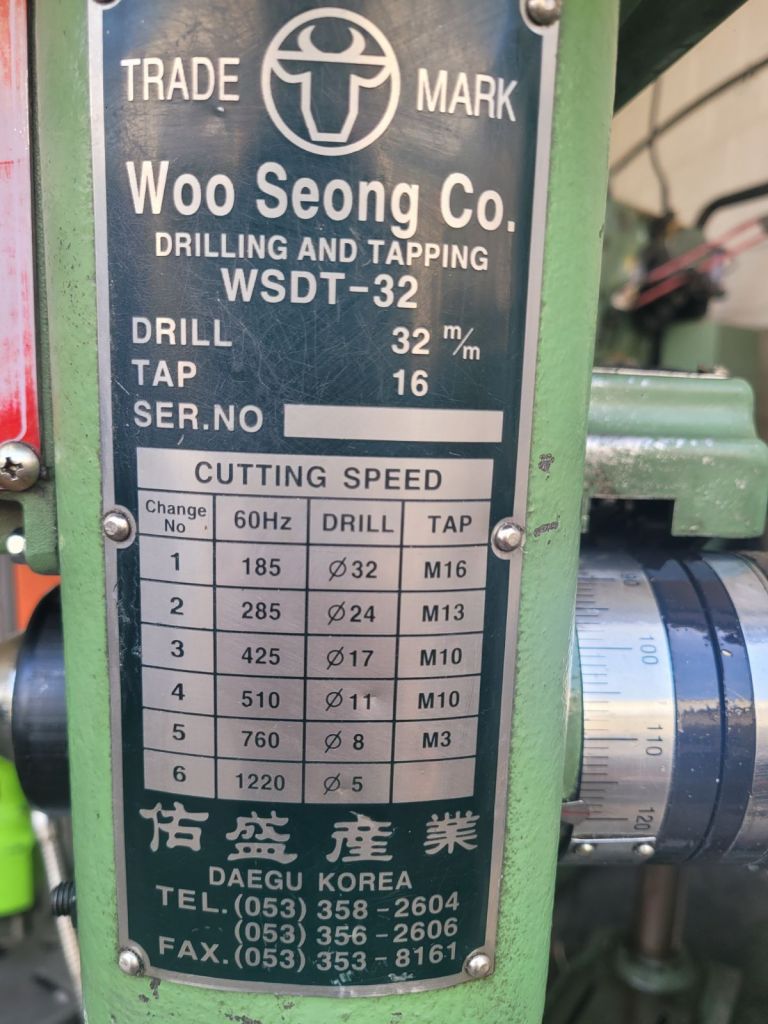 TRADE MARK
Woo Seong Co.
DRILLING AND TAPPING
WSDT-32
DRILL 32 m/m
TAP 16
SER.NO
CUTTING SPEED
Change No 60Hz DRILL TAP
1 185 ∅32 M16
2 285 ∅24 M13
3 425 ∅17 M10
4 510 ∅11 M10
5 760 ∅8 M3
6 1220 ∅5
佑盛産業
DAEGU KOREA
TEL.(053) 358-2604
(053) 356-2606
FAX.(053) 353-8161
90
100
110
120